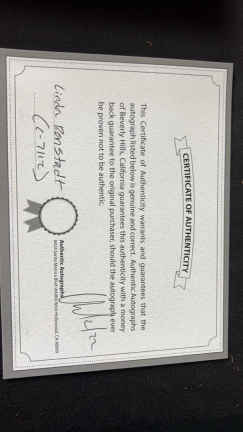 CERTIFICATE OF AUTHENTICITY
This Certificate of Authenticity warrants and guarantees that the
autograph listed below is genuine and correct. Authentic Autographs
of Beverly Hills, California guarantees this authenticity with a money
back guarantee to the original purchaser, should the autograph ever
be proven not to be authentic.
Linda Ronstadt
Authentic Autographs